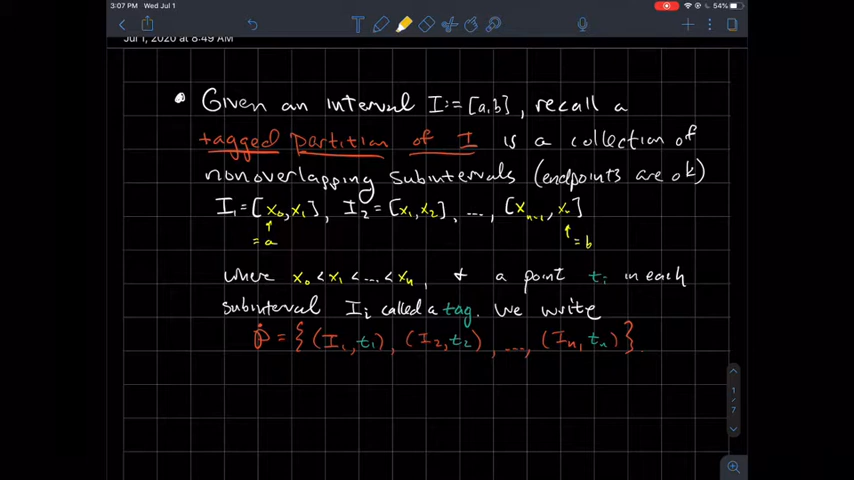 3:07 PM Wed Jul 1
54%
Jul 1, 2020 at 8:49 AM
• Given an interval I:=[a,b], recall a
tagged partition of I is a collection of
nonoverlapping subintervals (endpoints are ok)
I₁=[x₀,x₁], I₂=[x₁,x₂], ..., [xₙ₋₁,xₙ]
=a =b
where x₀<x₁<...<xₙ, & a point tᵢ in each
subinterval Iᵢ called a tag. We write
Ṗ={(I₁,t₁),(I₂,t₂),...,(Iₙ,tₙ)}.
1
/
7